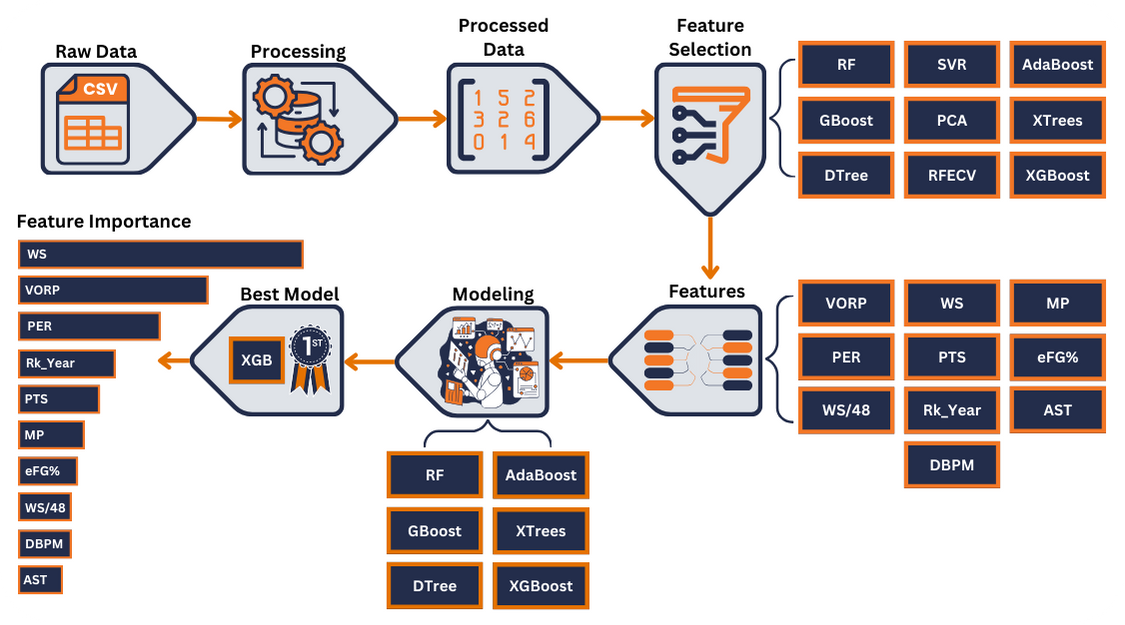 Raw Data
Processing
Processed
Data
Feature
Selection
CSV
1 5 2
3 2 6
0 1 4
RF
SVR
AdaBoost
GBoost
PCA
XTrees
DTree
RFECV
XGBoost
Feature Importance
WS
VORP
PER
Rk_Year
PTS
MP
eFG%
WS/48
DBPM
AST
Best Model
XGB
1ST
Modeling
RF
AdaBoost
GBoost
XTrees
DTree
XGBoost
Features
VORP
WS
MP
PER
PTS
eFG%
WS/48
Rk_Year
AST
DBPM